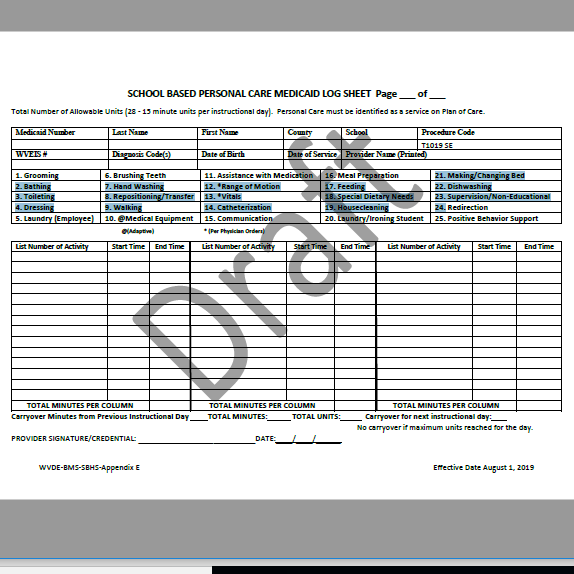 SCHOOL BASED PERSONAL CARE MEDICAID LOG SHEET Page ___ of ___
Total Number of Allowable Units (28 - 15 minute units per instructional day). Personal Care must be identified as a service on Plan of Care.
Medicaid Number Last Name First Name County School Procedure Code
T1019 SE
WVEIS # Diagnosis Code(s) Date of Birth Date of Service Provider Name (Printed)
1. Grooming 6. Brushing Teeth 11. Assistance with Medication 16. Meal Preparation 21. Making/Changing Bed
2. Bathing 7. Hand Washing 12. *Range of Motion 17. Feeding 22. Dishwashing
3. Toileting 8. Repositioning/Transfer 13. *Vitals 18. Special Dietary Needs 23. Supervision/Non-Educational
4. Dressing 9. Walking 14. Catheterization 19. Housecleaning 24. Redirection
5. Laundry (Employee) 10. @Medical Equipment 15. Communication 20. Laundry/Ironing Student 25. Positive Behavior Support
@(Adaptive) * (Per Physician Orders)
List Number of Activity Start Time End Time List Number of Activity Start Time End Time List Number of Activity Start Time End Time
Draft
TOTAL MINUTES PER COLUMN TOTAL MINUTES PER COLUMN TOTAL MINUTES PER COLUMN
Carryover Minutes from Previous Instructional Day ____TOTAL MINUTES:_____ TOTAL UNITS:_____ Carryover for next instructional day:____
No carryover if maximum units reached for the day.
PROVIDER SIGNATURE/CREDENTIAL: ____________________________ DATE:____/____/______
WVDE-BMS-SBHS-Appendix E Effective Date August 1, 2019